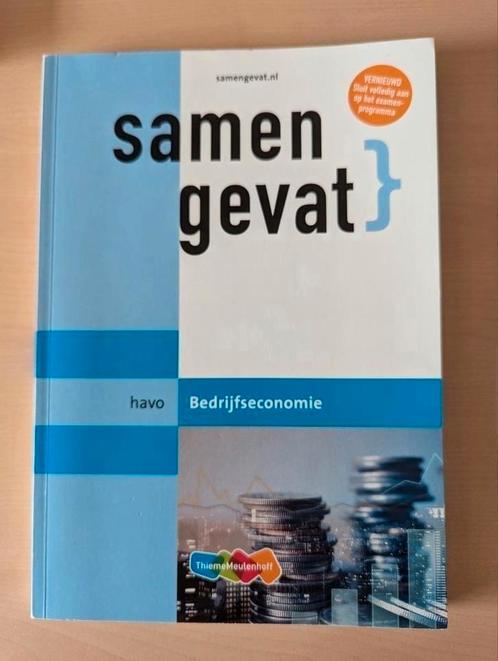 samengevat.nl
VERNIEUWD
Sluit volledig aan
op het examen-
programma
samen
gevat}
havo
Bedrijfseconomie
ThiemeMeulenhoff